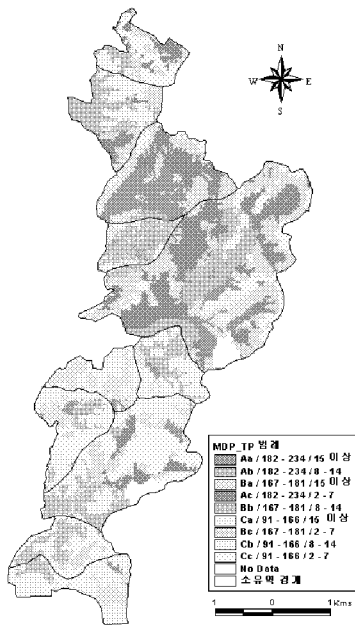 N
W E
S
MDP_TP 범례
Aa / 182 - 234 / 15 이상
Ab / 182 - 234 / 8 - 14
Ba / 167 - 181 / 15 이상
Ac / 182 - 234 / 2 - 7
Bb / 167 - 181 / 8 - 14
Ca / 91 - 166 / 15 이상
Bc / 167 - 181 / 2 - 7
Cb / 91 - 166 / 8 - 14
Cc / 91 - 166 / 2 - 7
No Data
소유역 경계
1 0 1 Kms